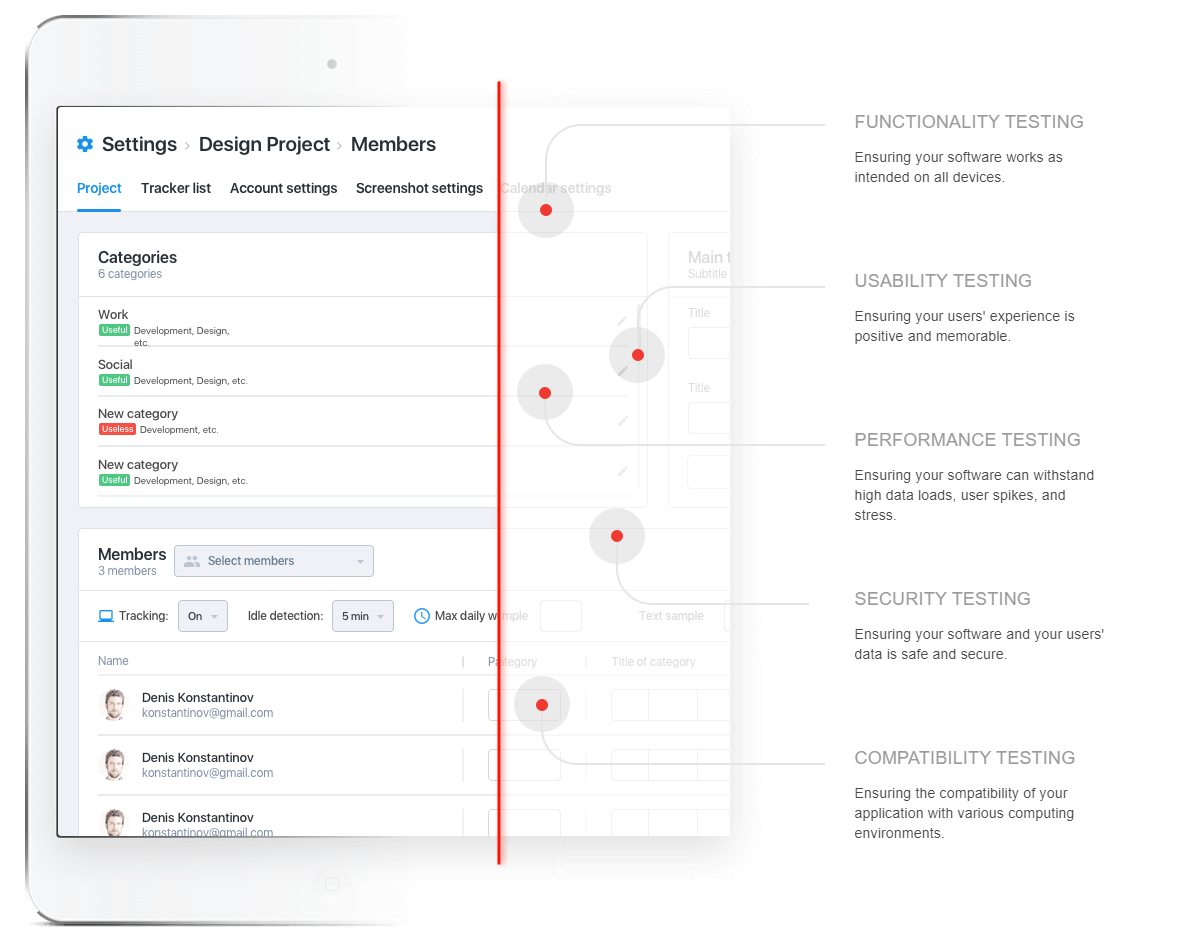 Settings › Design Project › Members
Project Tracker list Account settings Screenshot settings Calendar settings
Categories
6 categories
Work
Useful Development, Design,
etc.
Social
Useful Development, Design, etc.
New category
Useless Development, etc.
New category
Useful Development, Design, etc.
Main t
Subtitle
Title
Title
Members
3 members
Select members
Tracking: On Idle detection: 5 min Max daily w mple Text sample
Name Pategory Title of category
Denis Konstantinov
konstantinov@gmail.com
Denis Konstantinov
konstantinov@gmail.com
Denis Konstantinov
konstantinov@gmail.com
FUNCTIONALITY TESTING
Ensuring your software works as
intended on all devices.
USABILITY TESTING
Ensuring your users' experience is
positive and memorable.
PERFORMANCE TESTING
Ensuring your software can withstand
high data loads, user spikes, and
stress.
SECURITY TESTING
Ensuring your software and your users'
data is safe and secure.
COMPATIBILITY TESTING
Ensuring the compatibility of your
application with various computing
environments.